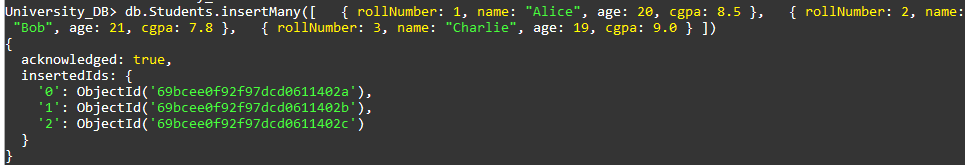 University_DB> db.Students.insertMany([   { rollNumber: 1, name: "Alice", age: 20, cgpa: 8.5 },   { rollNumber: 2, name:
 "Bob", age: 21, cgpa: 7.8 },   { rollNumber: 3, name: "Charlie", age: 19, cgpa: 9.0 } ])
{
  acknowledged: true,
  insertedIds: {
    '0': ObjectId('69bcee0f92f97dcd0611402a'),
    '1': ObjectId('69bcee0f92f97dcd0611402b'),
    '2': ObjectId('69bcee0f92f97dcd0611402c')
  }
}